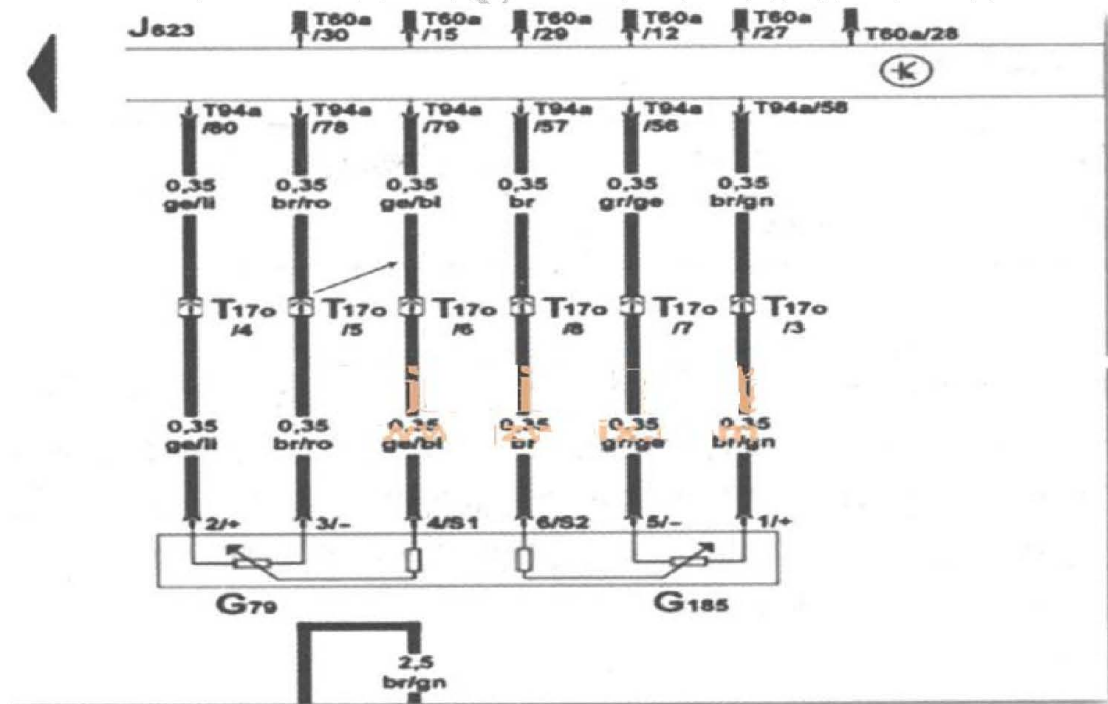 J623
T60a /30
T60a /15
T60a /29
T60a /12
T60a /27
T60a/28
K
T94a /80
T94a /78
T94a /79
T94a /57
T94a /56
T94a/58
0,35 ge/li
0,35 br/ro
0,35 ge/bl
0,35 br
0,35 gr/ge
0,35 br/gn
T17o /4
T17o /5
T17o /6
T17o /8
T17o /7
T17o /3
0,35 ge/li
0,35 br/ro
0,35 ge/bl
0,35 br
0,35 gr/ge
0,35 br/gn
2/+
3/–
4/S1
6/S2
5/–
1/+
G79
G185
2,5
br/gn